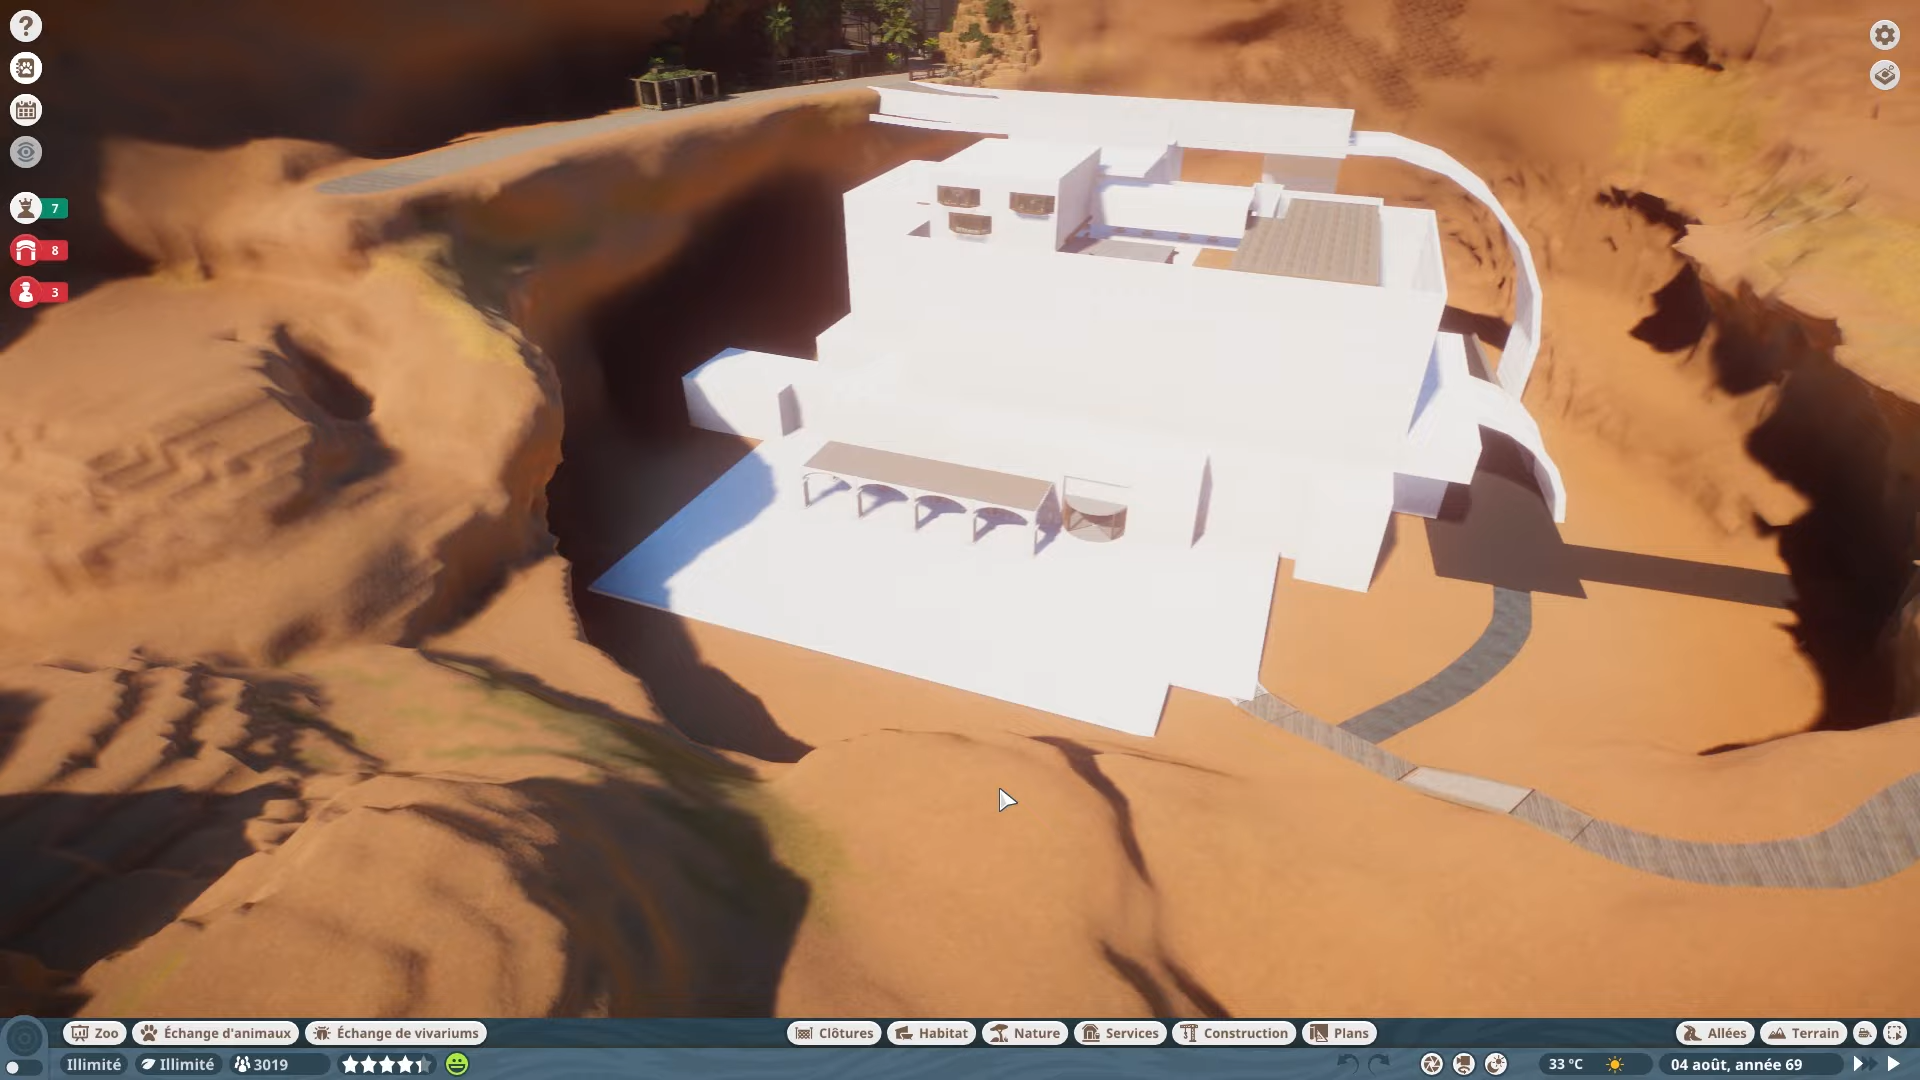 ?
7
8
3
Zoo
Échange d'animaux
Échange de vivariums
Clôtures
Habitat
Nature
Services
Construction
Plans
Allées
Terrain
Illimité
Illimité
3019
33 °C
04 août, année 69